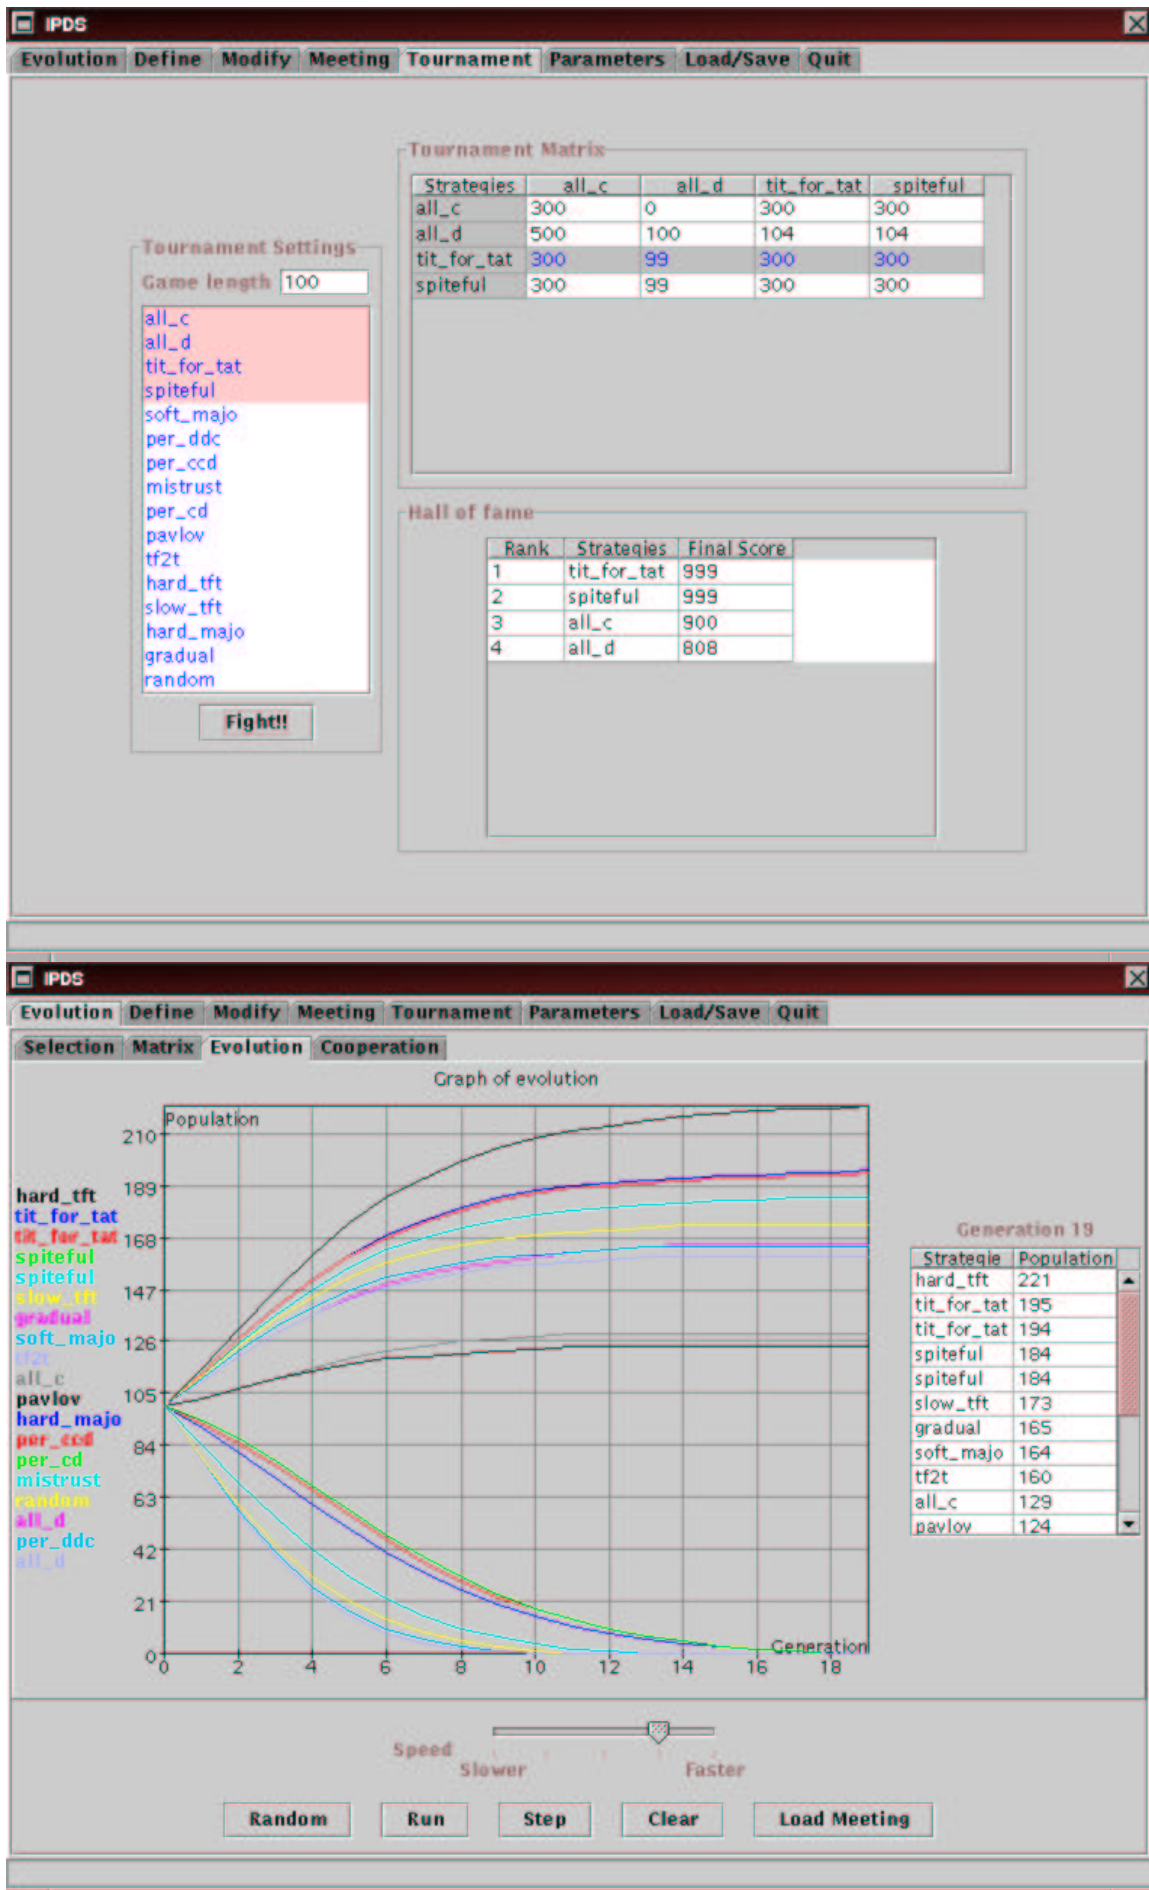 IPDS
Evolution Define Modify Meeting Tournament Parameters Load/Save Quit
Tournament Matrix
Strategies all_c all_d tit_for_tat spiteful
all_c 300 0 300 300
all_d 500 100 104 104
tit_for_tat 300 99 300 300
spiteful 300 99 300 300
Tournament Settings
Game length 100
all_c
all_d
tit_for_tat
spiteful
soft_majo
per_ddc
per_ccd
mistrust
per_cd
pavlov
tf2t
hard_tft
slow_tft
hard_majo
gradual
random
Fight!!
Hall of fame
Rank Strategies Final Score
1 tit_for_tat 999
2 spiteful 999
3 all_c 900
4 all_d 808
IPDS
Evolution Define Modify Meeting Tournament Parameters Load/Save Quit
Selection Matrix Evolution Cooperation
Graph of evolution
Population
210
189
168
147
126
105
84
63
42
21
0
0 2 4 6 8 10 12 14 16 18
Generation
hard_tft
tit_for_tat
tit_for_tat
spiteful
spiteful
slow_tft
gradual
soft_majo
tf2t
all_c
pavlov
hard_majo
per_ccd
per_cd
mistrust
random
all_d
per_ddc
all_d
Generation 19
Strategie Population
hard_tft 221
tit_for_tat 195
tit_for_tat 194
spiteful 184
spiteful 184
slow_tft 173
gradual 165
soft_majo 164
tf2t 160
all_c 129
pavlov 124
Speed
Slower Faster
Random Run Step Clear Load Meeting